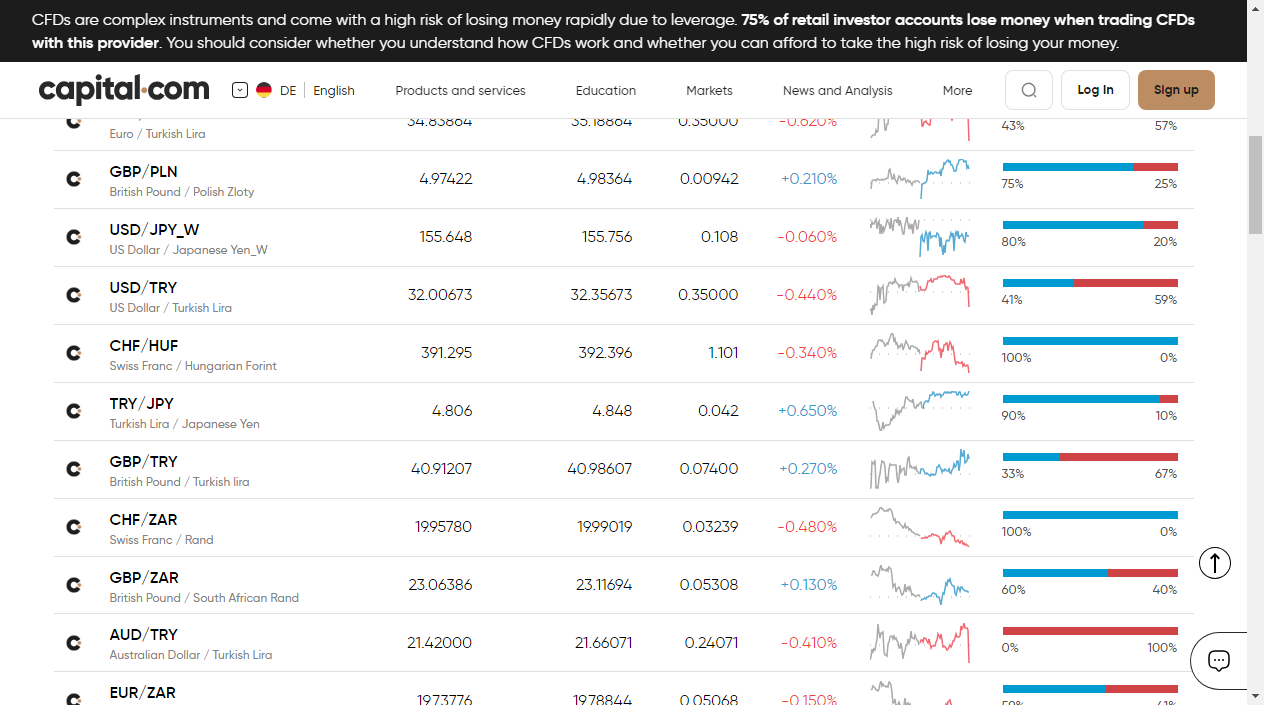 CFDs are complex instruments and come with a high risk of losing money rapidly due to leverage. 75% of retail investor accounts lose money when trading CFDs
with this provider. You should consider whether you understand how CFDs work and whether you can afford to take the high risk of losing your money.
capital.com DE English Products and services Education Markets News and Analysis More Log In Sign up
34.83864 35.18864 0.35000 -0.620% 43% 57%
Euro / Turkish Lira
GBP/PLN 4.97422 4.98364 0.00942 +0.210% 75% 25%
British Pound / Polish Zloty
USD/JPY_W 155.648 155.756 0.108 -0.060% 80% 20%
US Dollar / Japanese Yen_W
USD/TRY 32.00673 32.35673 0.35000 -0.440% 41% 59%
US Dollar / Turkish Lira
CHF/HUF 391.295 392.396 1.101 -0.340% 100% 0%
Swiss Franc / Hungarian Forint
TRY/JPY 4.806 4.848 0.042 +0.650% 90% 10%
Turkish Lira / Japanese Yen
GBP/TRY 40.91207 40.98607 0.07400 +0.270% 33% 67%
British Pound / Turkish lira
CHF/ZAR 19.95780 19.99019 0.03239 -0.480% 100% 0%
Swiss Franc / Rand
GBP/ZAR 23.06386 23.11694 0.05308 +0.130% 60% 40%
British Pound / South African Rand
AUD/TRY 21.42000 21.66071 0.24071 -0.410% 0% 100%
Australian Dollar / Turkish Lira
EUR/ZAR 19.73776 19.78844 0.05068 -0.150% 59% 41%